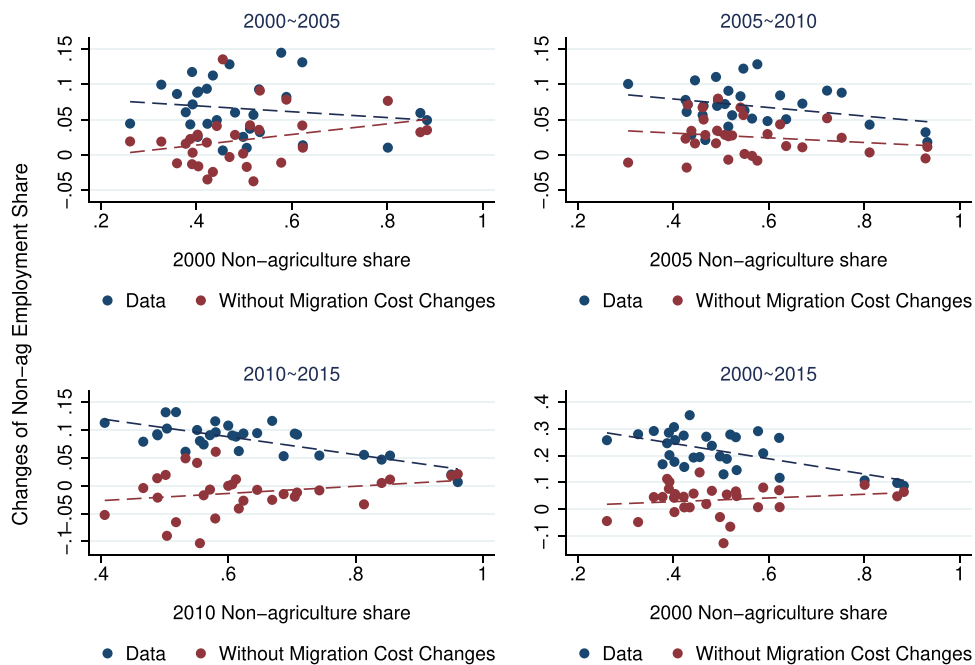 Changes of Non−ag Employment Share
2000~2005
.15
.1
.05
0
−.05
.2 .4 .6 .8 1
2000 Non−agriculture share
Data Without Migration Cost Changes
2005~2010
.15
.1
.05
0
−.05
.2 .4 .6 .8 1
2005 Non−agriculture share
Data Without Migration Cost Changes
2010~2015
.15
.1
.05
0
−.05
−.1
.4 .6 .8 1
2010 Non−agriculture share
Data Without Migration Cost Changes
2000~2015
.4
.3
.2
.1
0
−.1
.2 .4 .6 .8 1
2000 Non−agriculture share
Data Without Migration Cost Changes